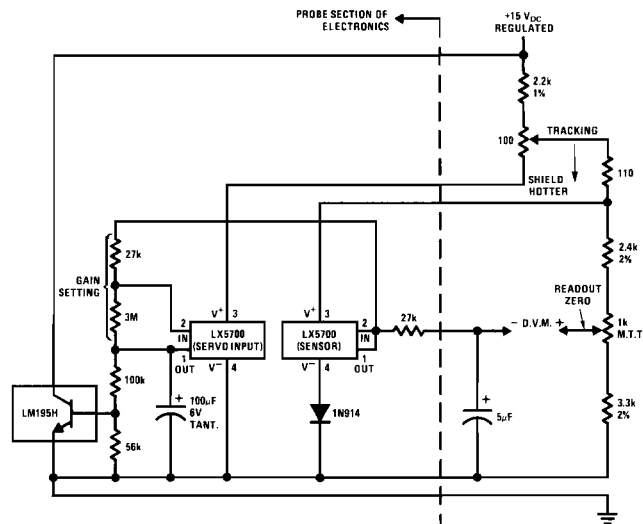 PROBE SECTION OF
ELECTRONICS
+15 VDC
REGULATED
2.2k
1%
100
TRACKING
SHIELD
HOTTER
110
27k
GAIN
SETTING
3M
V+ 3
2
IN
LX5700
(SERVO INPUT)
1
OUT
V− 4
V+ 3
LX5700
(SENSOR)
2
IN
1
OUT
V− 4
27k
2.4k
2%
READOUT
ZERO
− D.V.M. +
1k
M.T.T.
100k
LM195H
56k
+
100μF
6V
TANT.
1N914
+
5μF
3.3k
2%